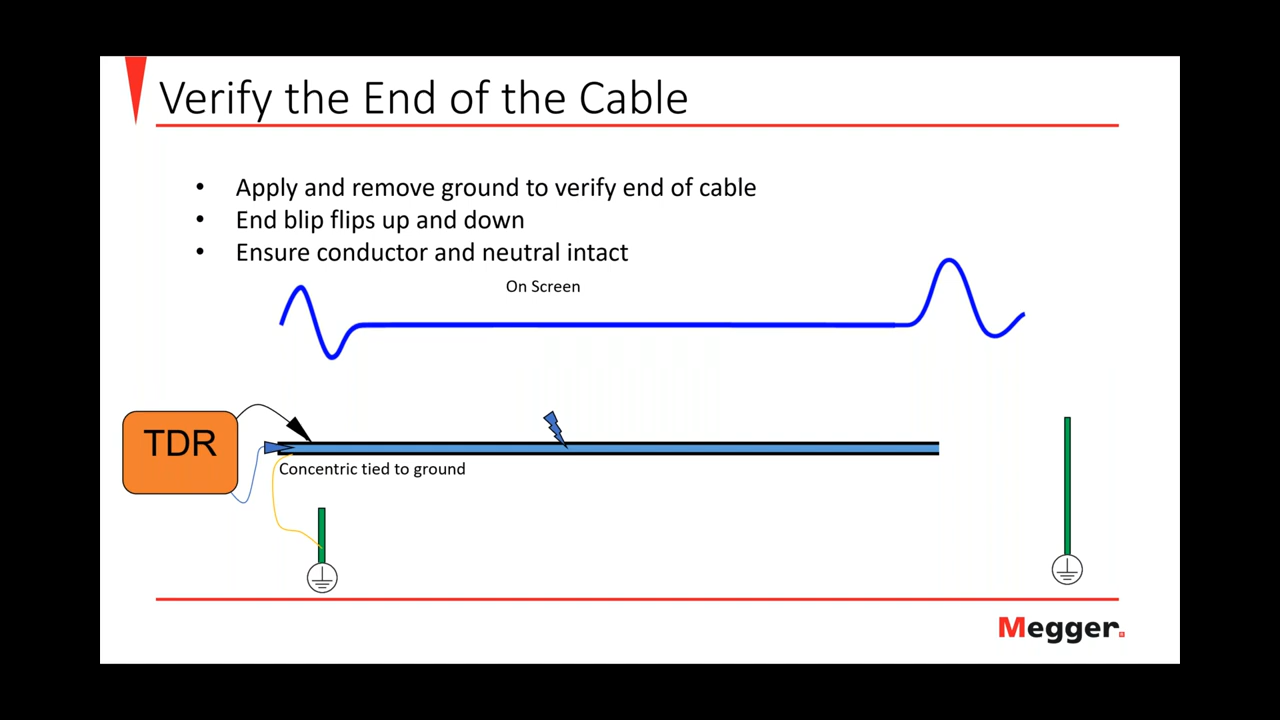 Verify the End of the Cable
• Apply and remove ground to verify end of cable
• End blip flips up and down
• Ensure conductor and neutral intact
On Screen
TDR
Concentric tied to ground
Megger.